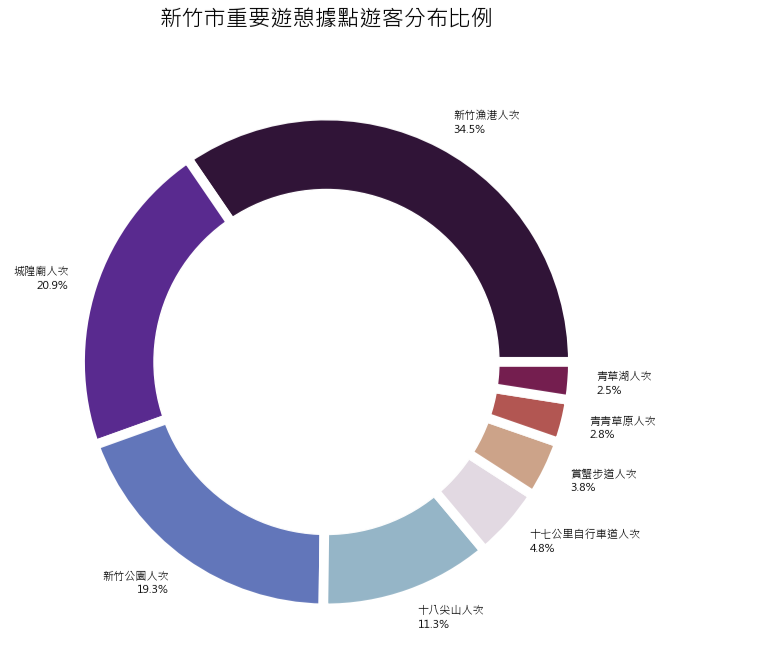 新竹市重要遊憩據點遊客分布比例
新竹漁港人次
34.5%
城隍廟人次
20.9%
新竹公園人次
19.3%
十八尖山人次
11.3%
十七公里自行車道人次
4.8%
賞蟹步道人次
3.8%
青青草原人次
2.8%
青草湖人次
2.5%